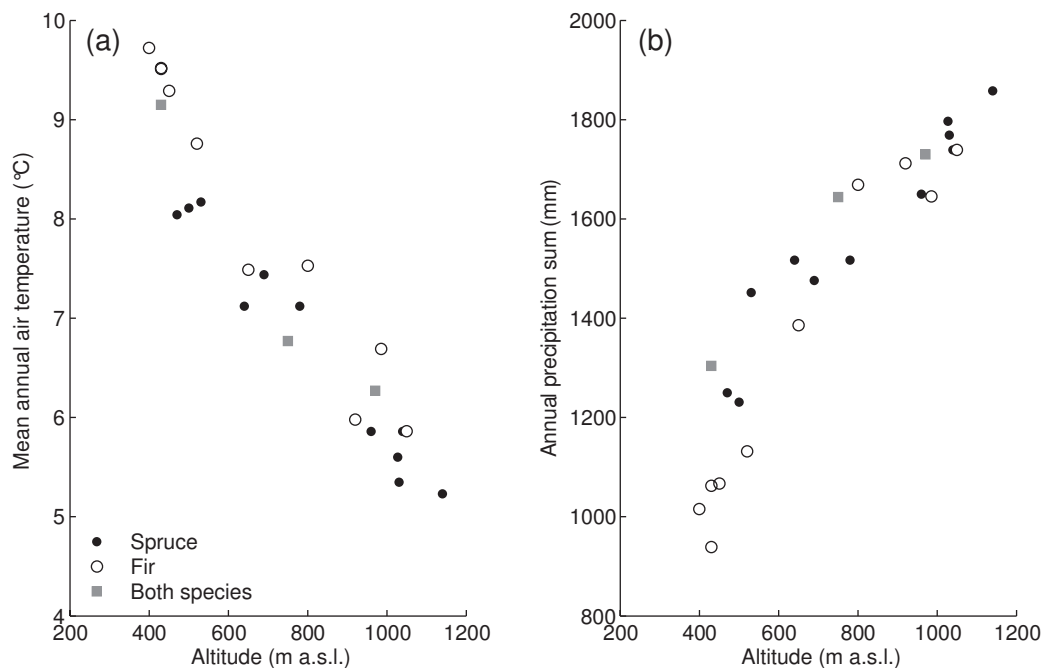 (a)
Mean annual air temperature (°C)
10
9
8
7
6
5
4
Spruce
Fir
Both species
200 400 600 800 1000 1200
Altitude (m a.s.l.)
(b)
Annual precipitation sum (mm)
2000
1800
1600
1400
1200
1000
800
200 400 600 800 1000 1200
Altitude (m a.s.l.)